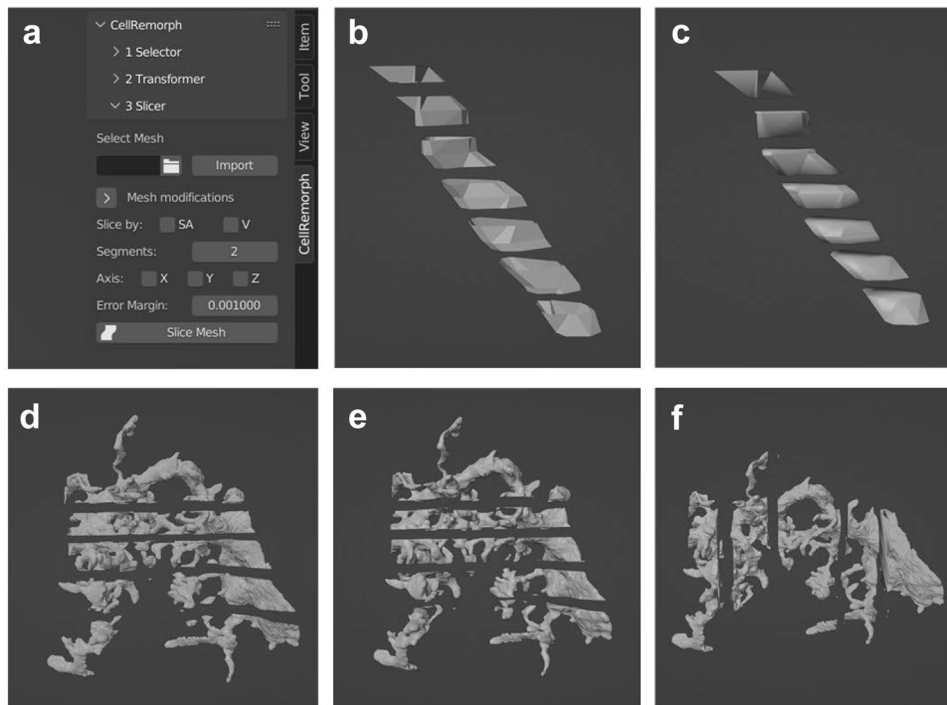 a
CellRemorph
1 Selector
2 Transformer
3 Slicer
Select Mesh
Import
Mesh modifications
Slice by: SA V
Segments: 2
Axis: X Y Z
Error Margin: 0.001000
Slice Mesh
Item
Tool
View
CellRemorph
b
c
d
e
f